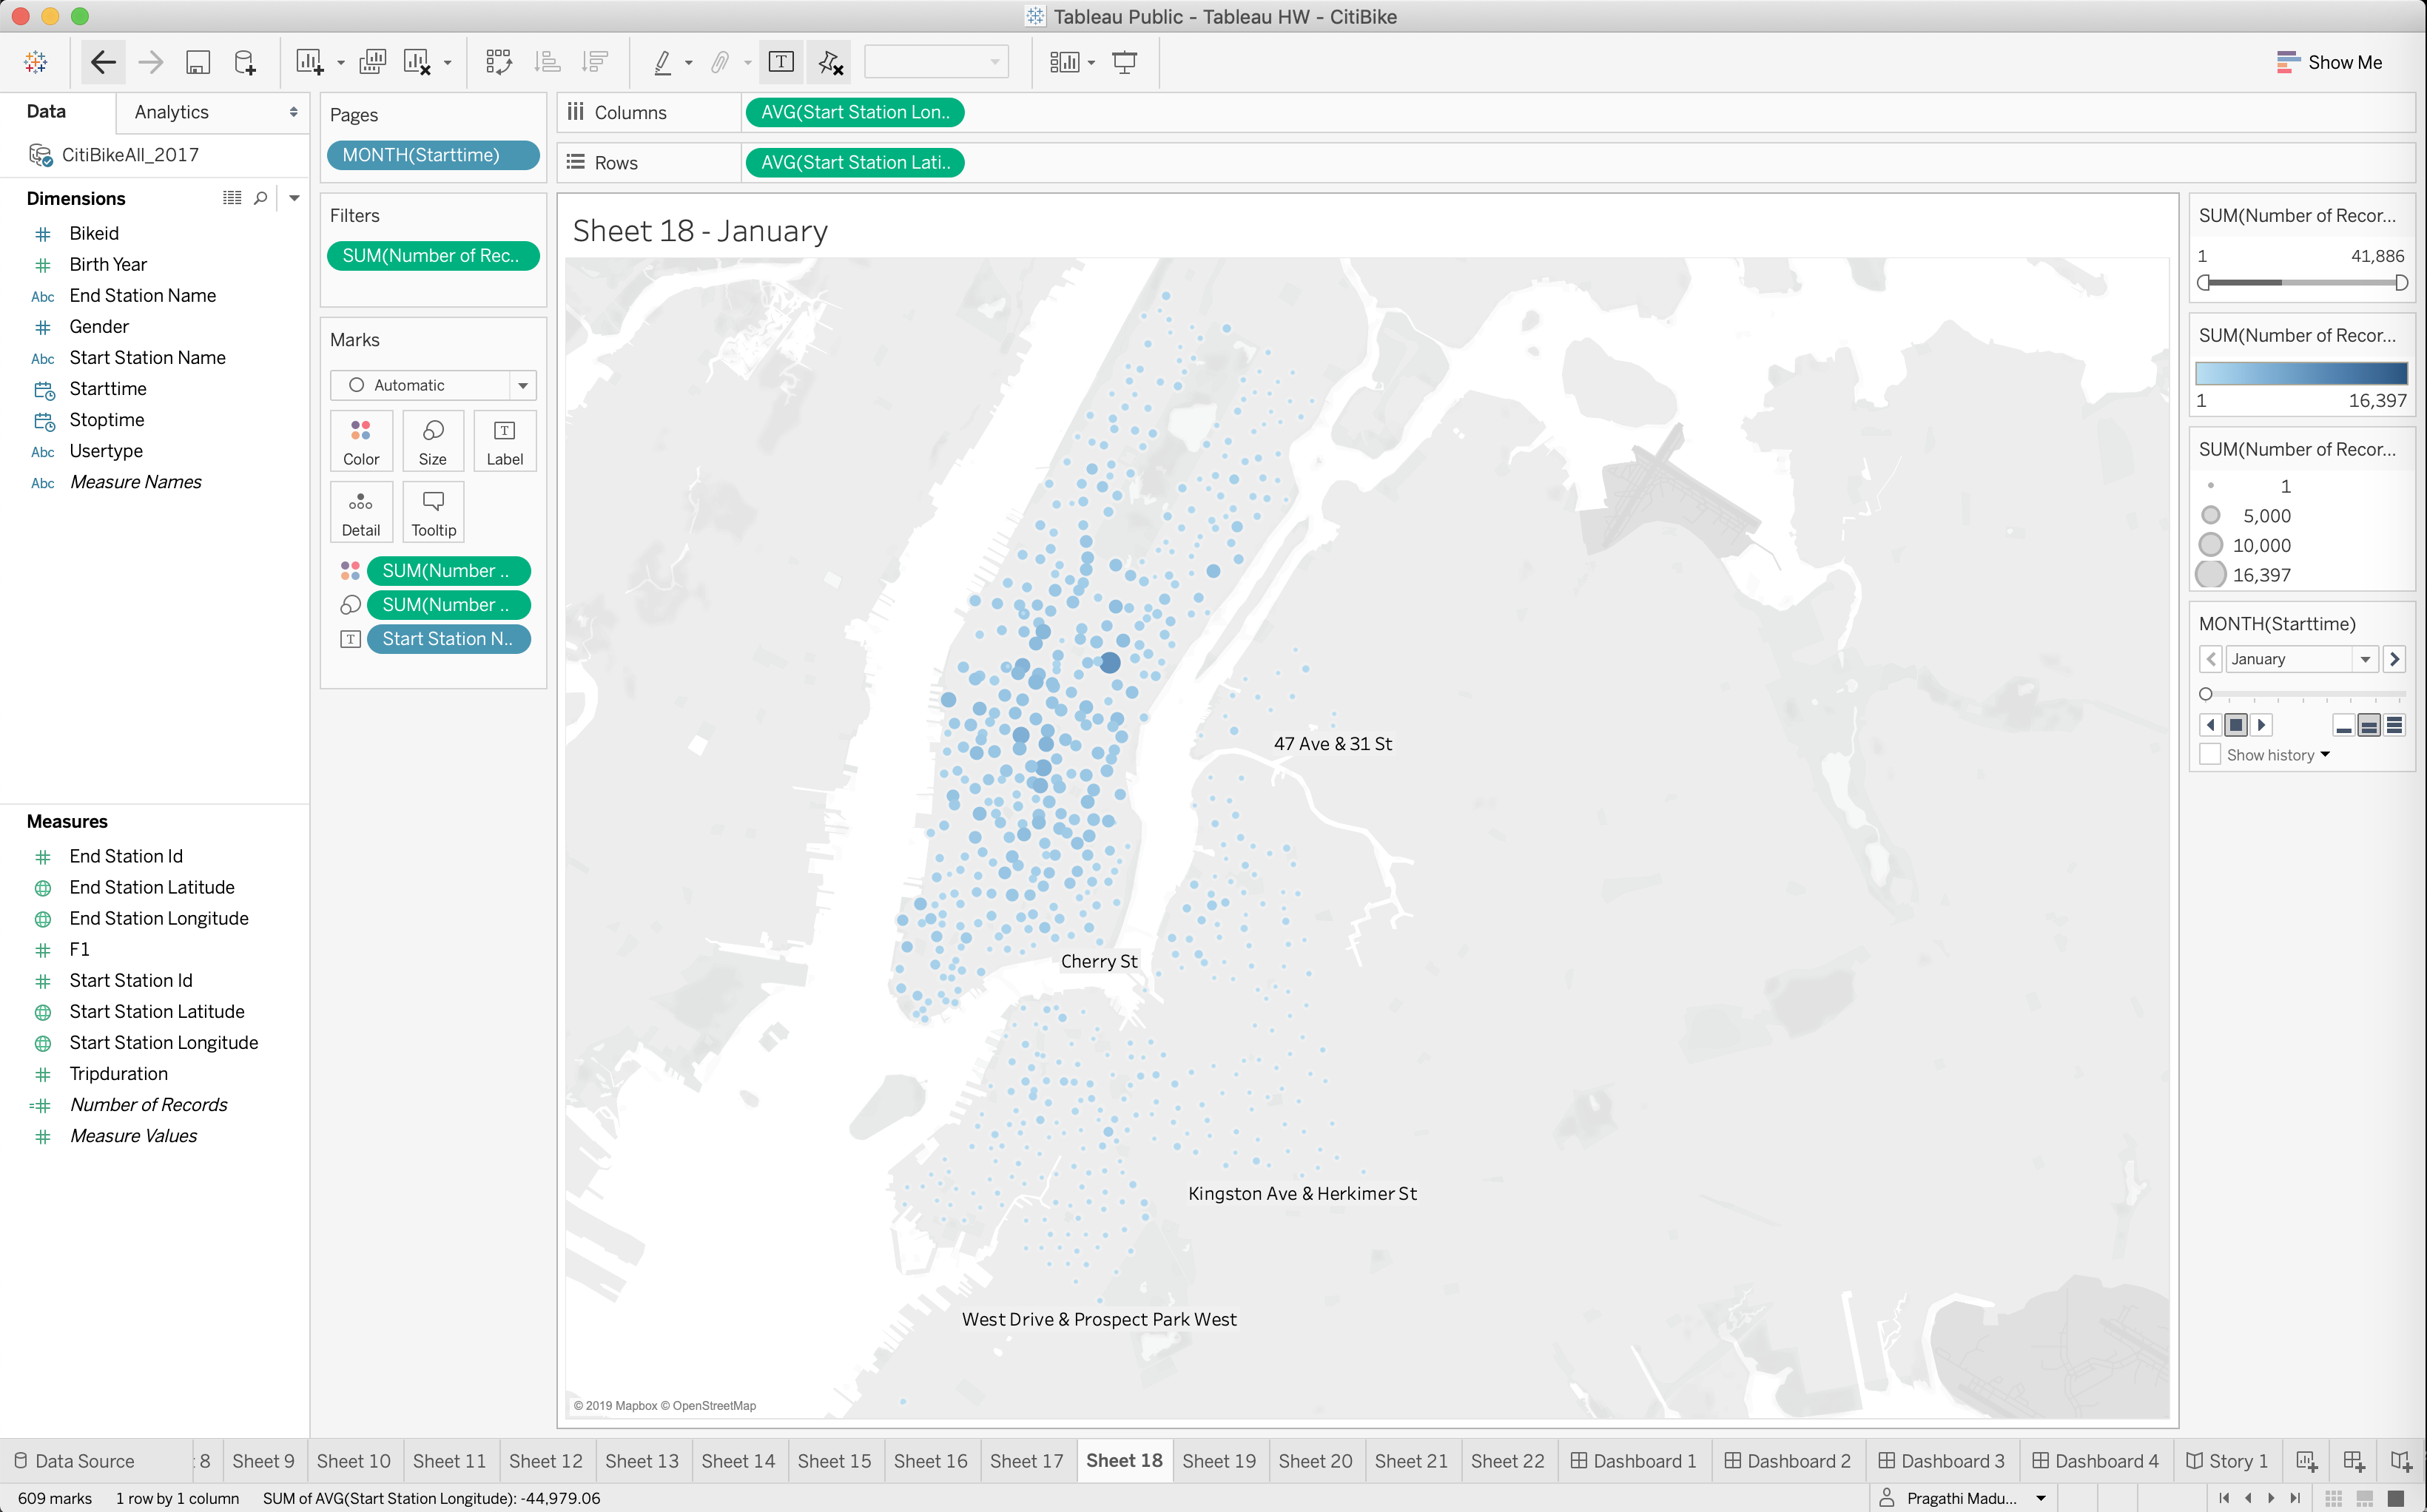 Tableau Public - Tableau HW - CitiBike
Show Me
Data
Analytics
CitiBikeAll_2017
Dimensions
Bikeid
Birth Year
Abc End Station Name
Gender
Abc Start Station Name
Starttime
Stoptime
Abc Usertype
Abc Measure Names
Measures
End Station Id
End Station Latitude
End Station Longitude
F1
Start Station Id
Start Station Latitude
Start Station Longitude
Tripduration
Number of Records
Measure Values
Pages
MONTH(Starttime)
Filters
SUM(Number of Rec..
Marks
Automatic
Color
Size
Label
Detail
Tooltip
SUM(Number ..
SUM(Number ..
Start Station N..
Columns
AVG(Start Station Lon..
Rows
AVG(Start Station Lati..
Sheet 18 - January
47 Ave & 31 St
Cherry St
Kingston Ave & Herkimer St
West Drive & Prospect Park West
© 2019 Mapbox © OpenStreetMap
SUM(Number of Recor...
1 41,886
SUM(Number of Recor...
1 16,397
SUM(Number of Recor...
1
5,000
10,000
16,397
MONTH(Starttime)
January
Show history
Data Source
8
Sheet 9
Sheet 10
Sheet 11
Sheet 12
Sheet 13
Sheet 14
Sheet 15
Sheet 16
Sheet 17
Sheet 18
Sheet 19
Sheet 20
Sheet 21
Sheet 22
Dashboard 1
Dashboard 2
Dashboard 3
Dashboard 4
Story 1
609 marks 1 row by 1 column SUM of AVG(Start Station Longitude): -44,979.06
Pragathi Madu...